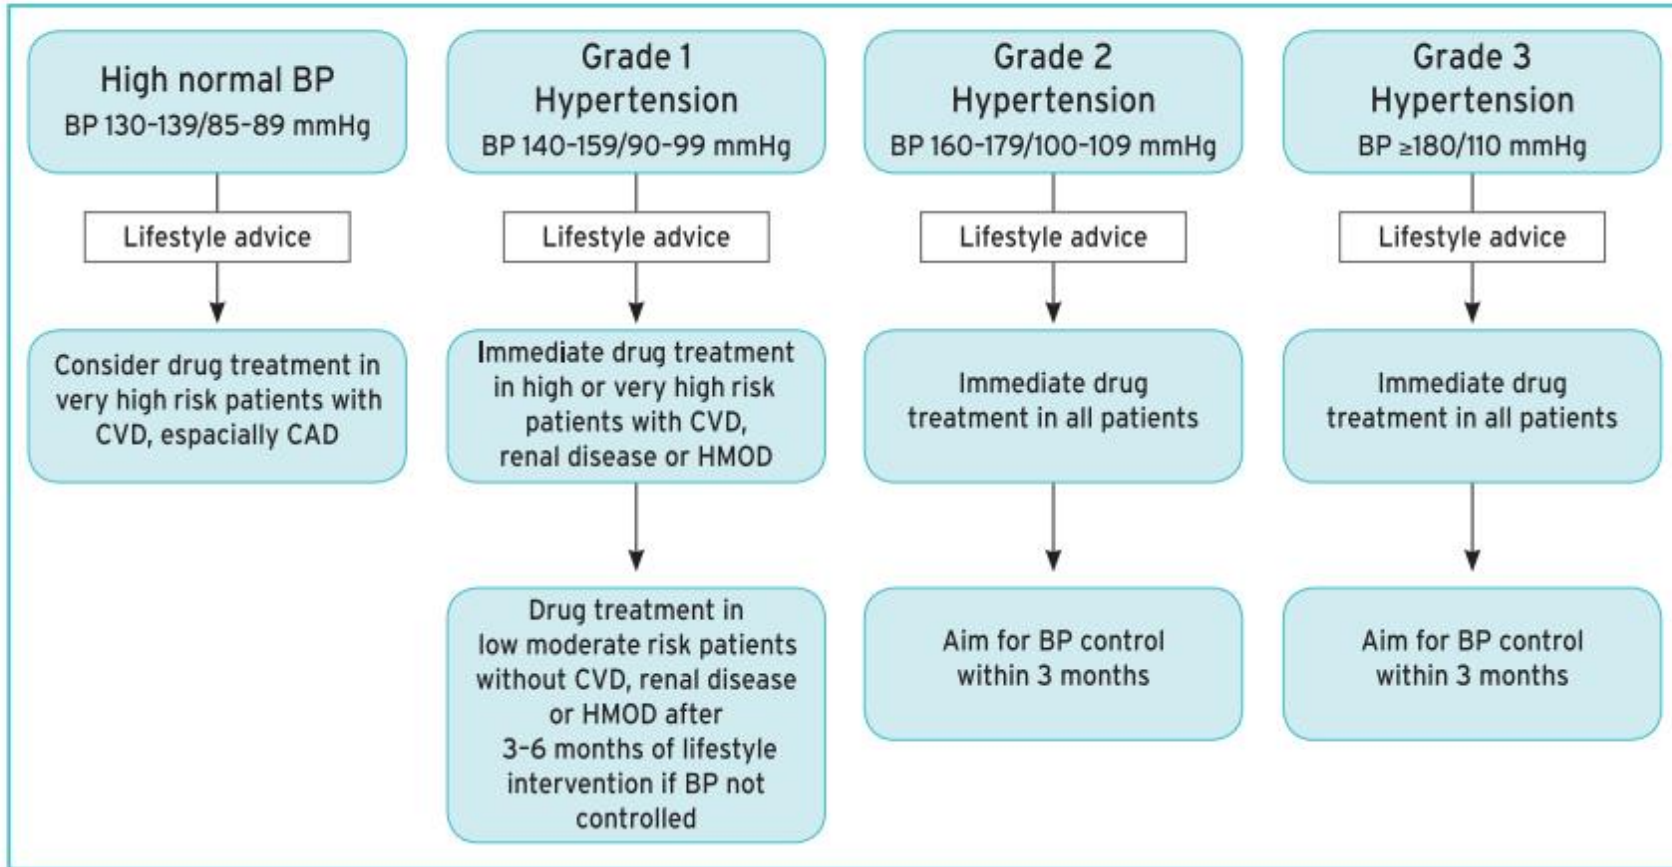 High normal BP
BP 130-139/85-89 mmHg
Lifestyle advice
Consider drug treatment in
very high risk patients with
CVD, espacially CAD
Grade 1
Hypertension
BP 140-159/90-99 mmHg
Lifestyle advice
Immediate drug treatment
in high or very high risk
patients with CVD,
renal disease or HMOD
Drug treatment in
low moderate risk patients
without CVD, renal disease
or HMOD after
3-6 months of lifestyle
intervention if BP not
controlled
Grade 2
Hypertension
BP 160-179/100-109 mmHg
Lifestyle advice
Immediate drug
treatment in all patients
Aim for BP control
within 3 months
Grade 3
Hypertension
BP ≥180/110 mmHg
Lifestyle advice
Immediate drug
treatment in all patients
Aim for BP control
within 3 months